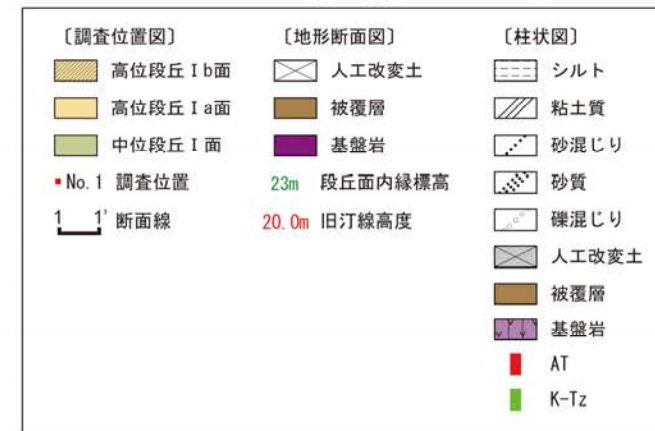 〔調査位置図〕
高位段丘Ⅰb面
高位段丘Ⅰa面
中位段丘Ⅰ面
No.1 調査位置
1 1' 断面線
〔地形断面図〕
人工改変土
被覆層
基盤岩
23m 段丘面内縁標高
20.0m 旧汀線高度
〔柱状図〕
シルト
粘土質
砂混じり
砂質
礫混じり
人工改変土
被覆層
基盤岩
AT
K-Tz